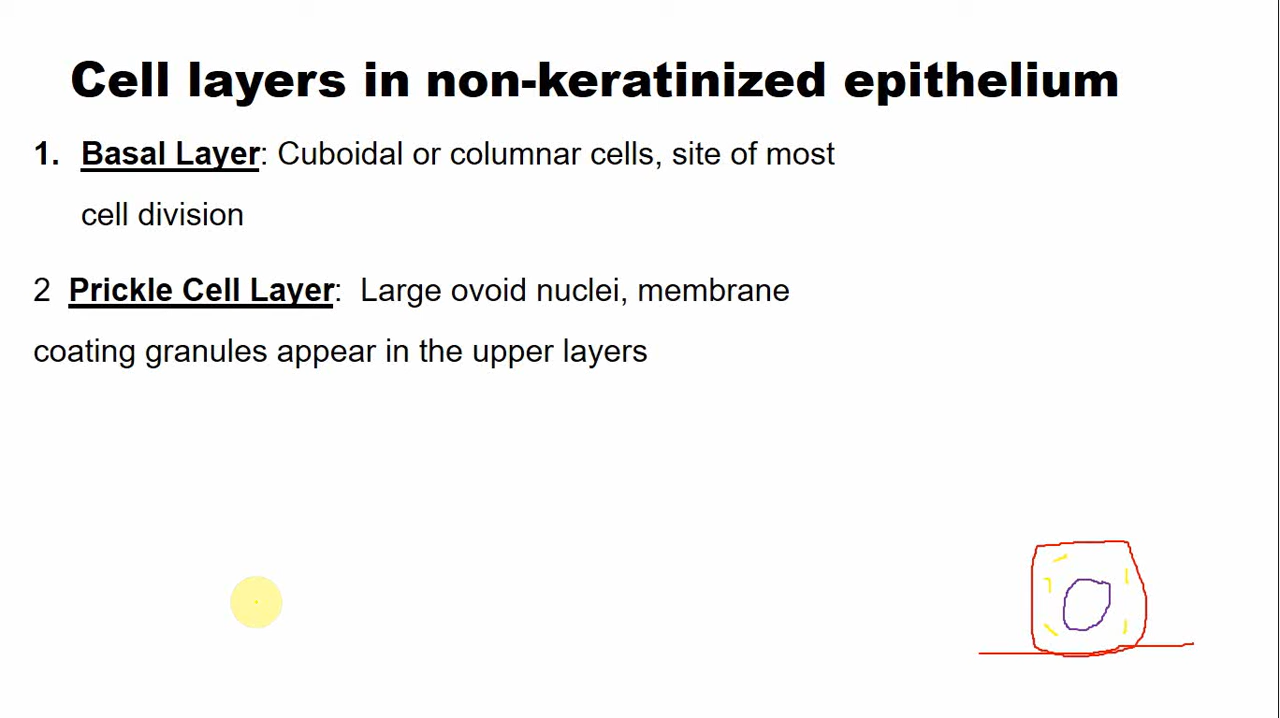 Cell layers in non-keratinized epithelium
1. Basal Layer: Cuboidal or columnar cells, site of most
cell division
2 Prickle Cell Layer: Large ovoid nuclei, membrane
coating granules appear in the upper layers